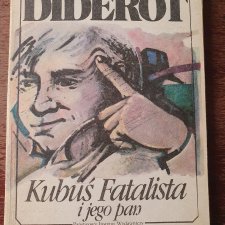 DIDEROT
Kubuś Fatalista
i jego pan